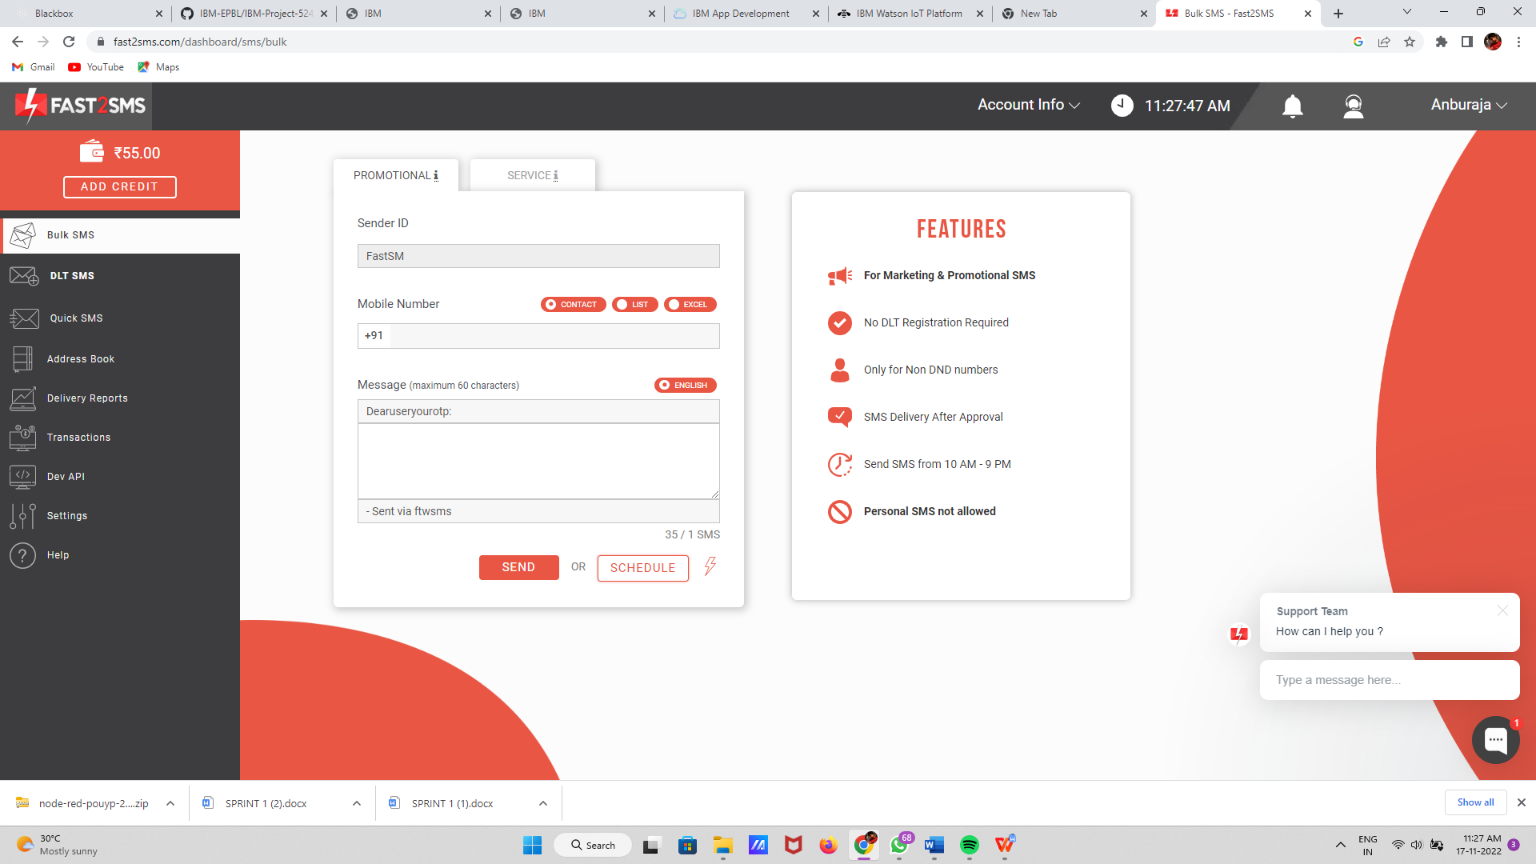 Blackbox
IBM-EPBL/IBM-Project-524
IBM
IBM
IBM App Development
IBM Watson IoT Platform
New Tab
Bulk SMS - Fast2SMS
fast2sms.com/dashboard/sms/bulk
Gmail
YouTube
Maps
FAST2SMS
Account Info
11:27:47 AM
Anburaja
₹55.00
ADD CREDIT
Bulk SMS
DLT SMS
Quick SMS
Address Book
Delivery Reports
Transactions
Dev API
Settings
Help
PROMOTIONAL
SERVICE
Sender ID
FastSM
Mobile Number
CONTACT
LIST
EXCEL
+91
Message (maximum 60 characters)
ENGLISH
Dearuseryourotp:
- Sent via ftwsms
35 / 1 SMS
SEND
OR
SCHEDULE
FEATURES
For Marketing & Promotional SMS
No DLT Registration Required
Only for Non DND numbers
SMS Delivery After Approval
Send SMS from 10 AM - 9 PM
Personal SMS not allowed
Support Team
How can I help you ?
Type a message here...
1
node-red-pouyp-2....zip
SPRINT 1 (2).docx
SPRINT 1 (1).docx
Show all
30°C
Mostly sunny
Search
68
ENG
IN
11:27 AM
17-11-2022
3